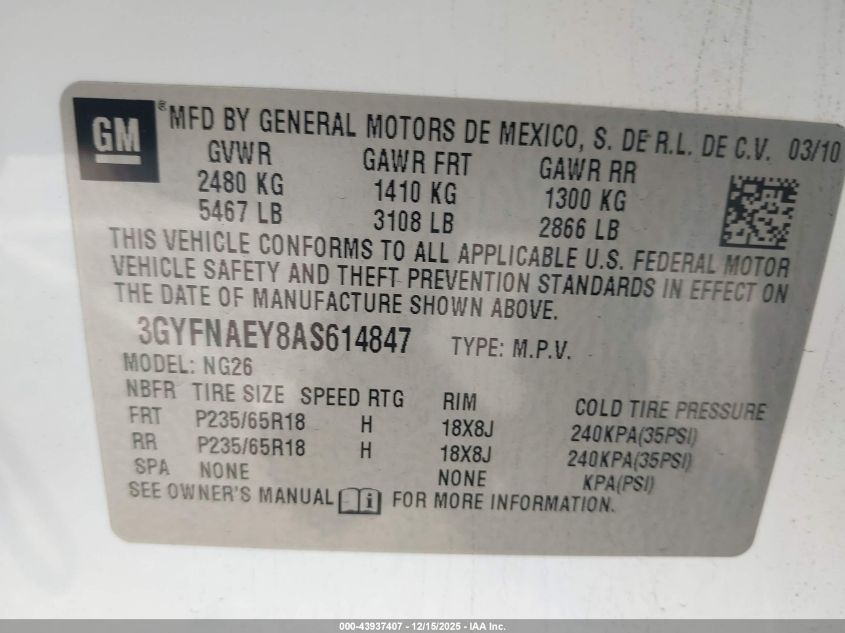 GM
® MFD BY GENERAL MOTORS DE MEXICO, S. DE R.L. DE C.V. 03/10
GVWR GAWR FRT GAWR RR
2480 KG 1410 KG 1300 KG
5467 LB 3108 LB 2866 LB
THIS VEHICLE CONFORMS TO ALL APPLICABLE U.S. FEDERAL MOTOR
VEHICLE SAFETY AND THEFT PREVENTION STANDARDS IN EFFECT ON
THE DATE OF MANUFACTURE SHOWN ABOVE.
3GYFNAEY8AS614847 TYPE: M.P.V.
MODEL: NG26
NBFR TIRE SIZE SPEED RTG RIM COLD TIRE PRESSURE
FRT P235/65R18 H 18X8J 240KPA(35PSI)
RR P235/65R18 H 18X8J 240KPA(35PSI)
SPA NONE NONE KPA(PSI)
SEE OWNER'S MANUAL i FOR MORE INFORMATION.
000-43937407 - 12/15/2025 - IAA Inc.